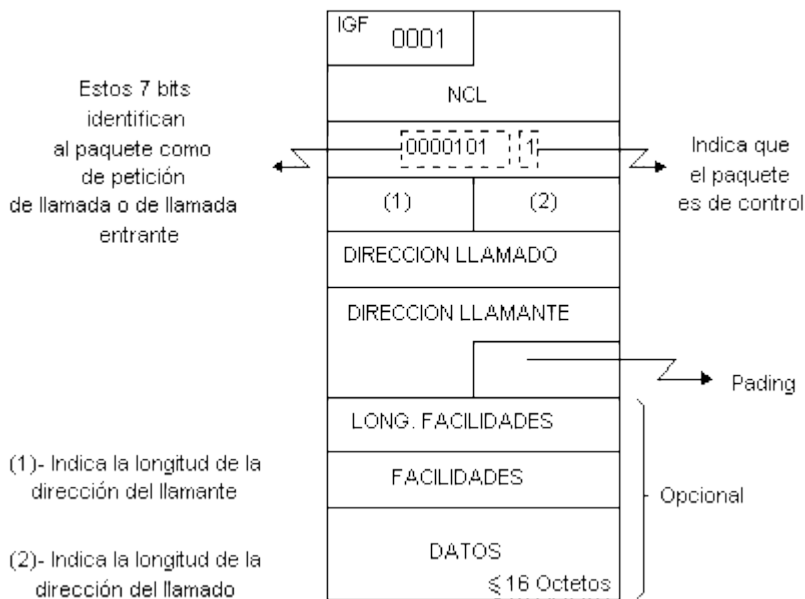 IGF 0001
NCL
Estos 7 bits
identifican
al paquete como
de petición
de llamada o de llamada
entrante
0000101 1
Indica que
el paquete
es de control
(1) (2)
DIRECCION LLAMADO
DIRECCION LLAMANTE
Pading
LONG. FACILIDADES
FACILIDADES
DATOS
⩽ 16 Octetos
Opcional
(1)- Indica la longitud de la
dirección del llamante
(2)- Indica la longitud de la
dirección del llamado